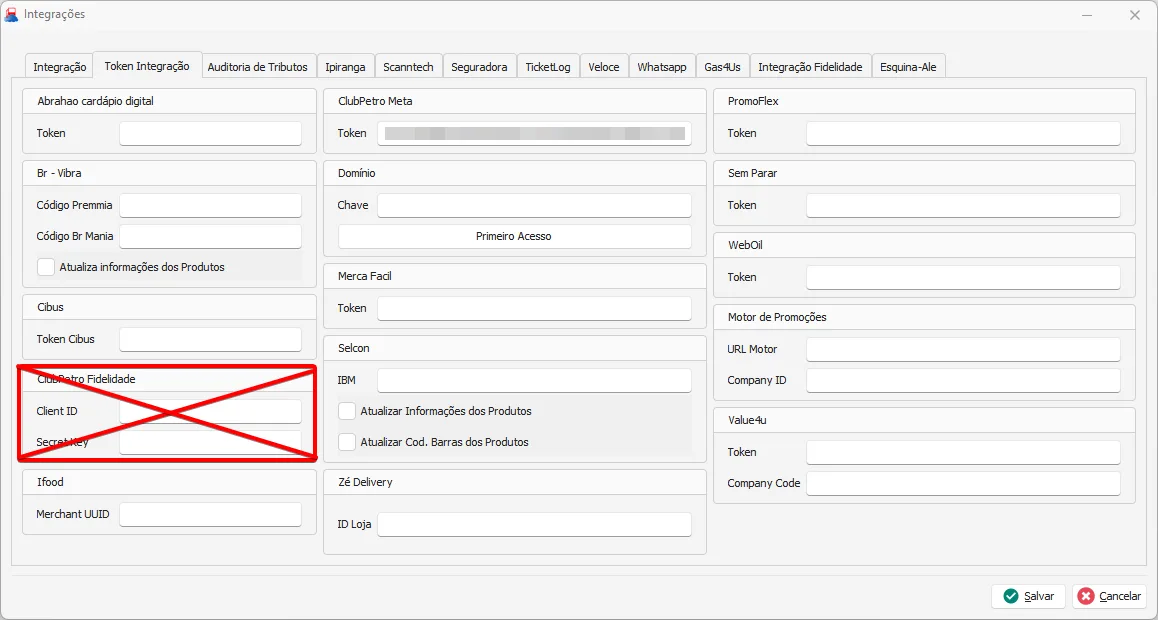 Integrações
Integração
Token Integração
Auditoria de Tributos
Ipiranga
Scanntech
Seguradora
TicketLog
Veloce
Whatsapp
Gas4Us
Integração Fidelidade
Esquina-Ale
Abrahao cardápio digital
Token
Br - Vibra
Código Premmia
Código Br Mania
Atualiza informações dos Produtos
Cibus
Token Cibus
ClubPetro Fidelidade
Client ID
Secret Key
Ifood
Merchant UUID
ClubPetro Meta
Token
Domínio
Chave
Primeiro Acesso
Merca Facil
Token
Selcon
IBM
Atualizar Informações dos Produtos
Atualizar Cod. Barras dos Produtos
Zé Delivery
ID Loja
PromoFlex
Token
Sem Parar
Token
WebOil
Token
Motor de Promoções
URL Motor
Company ID
Value4u
Token
Company Code
Salvar
Cancelar